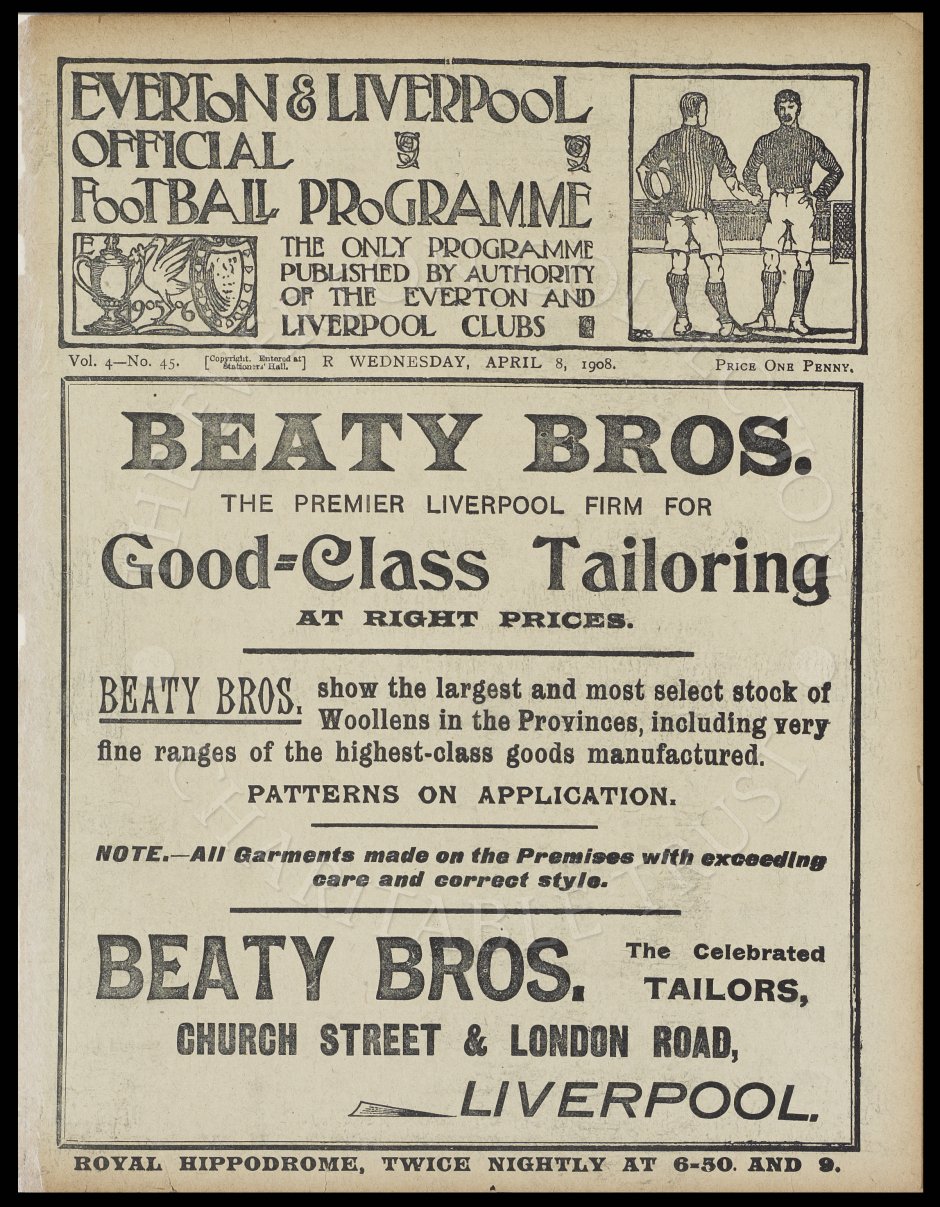 EVERTON & LIVERPOOL
OFFICIAL
FOOTBALL PROGRAMME
THE ONLY PROGRAMME
PUBLISHED BY AUTHORITY
OF THE EVERTON AND
LIVERPOOL CLUBS
1905 6
Vol. 4—No. 45. [Copyright. Entered at Stationers' Hall.] R WEDNESDAY, APRIL 8, 1908. PRICE ONE PENNY.
BEATY BROS.
THE PREMIER LIVERPOOL FIRM FOR
Good=Class Tailoring
AT RIGHT PRICES.
BEATY BROS. show the largest and most select stock of
Woollens in the Provinces, including very
fine ranges of the highest-class goods manufactured.
PATTERNS ON APPLICATION.
NOTE.—All Garments made on the Premises with exceeding
care and correct style.
BEATY BROS. The Celebrated
TAILORS,
CHURCH STREET & LONDON ROAD,
LIVERPOOL.
ROYAL HIPPODROME, TWICE NIGHTLY AT 6-50. AND 9.
CHARITABLE TRUST